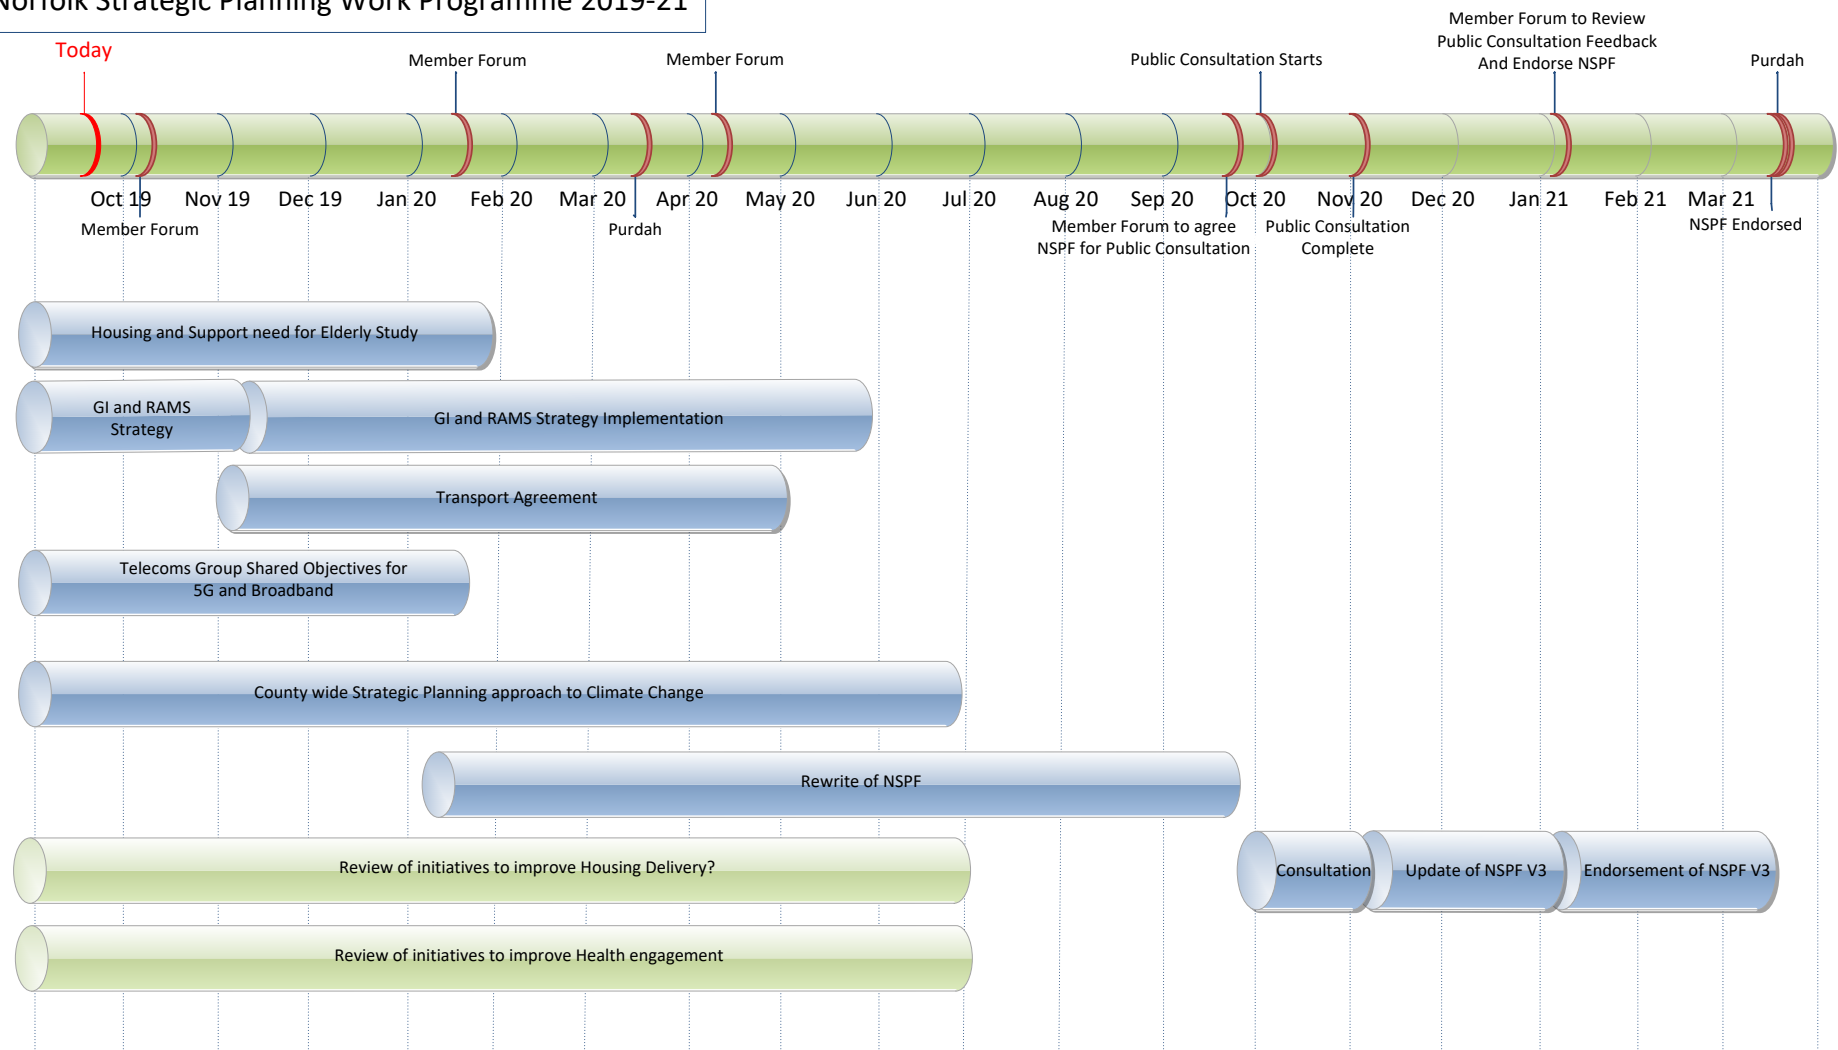 Norfolk Strategic Planning Work Programme 2019-21
Today
Member Forum
Member Forum
Public Consultation Starts
Member Forum to Review
Public Consultation Feedback
And Endorse NSPF
Purdah
Oct 19
Nov 19
Dec 19
Jan 20
Feb 20
Mar 20
Apr 20
May 20
Jun 20
Jul 20
Aug 20
Sep 20
Oct 20
Nov 20
Dec 20
Jan 21
Feb 21
Mar 21
Member Forum
Purdah
Member Forum to agree
NSPF for Public Consultation
Public Consultation
Complete
NSPF Endorsed
Housing and Support need for Elderly Study
GI and RAMS
Strategy
GI and RAMS Strategy Implementation
Transport Agreement
Telecoms Group Shared Objectives for
5G and Broadband
County wide Strategic Planning approach to Climate Change
Rewrite of NSPF
Review of initiatives to improve Housing Delivery?
Consultation
Update of NSPF V3
Endorsement of NSPF V3
Review of initiatives to improve Health engagement